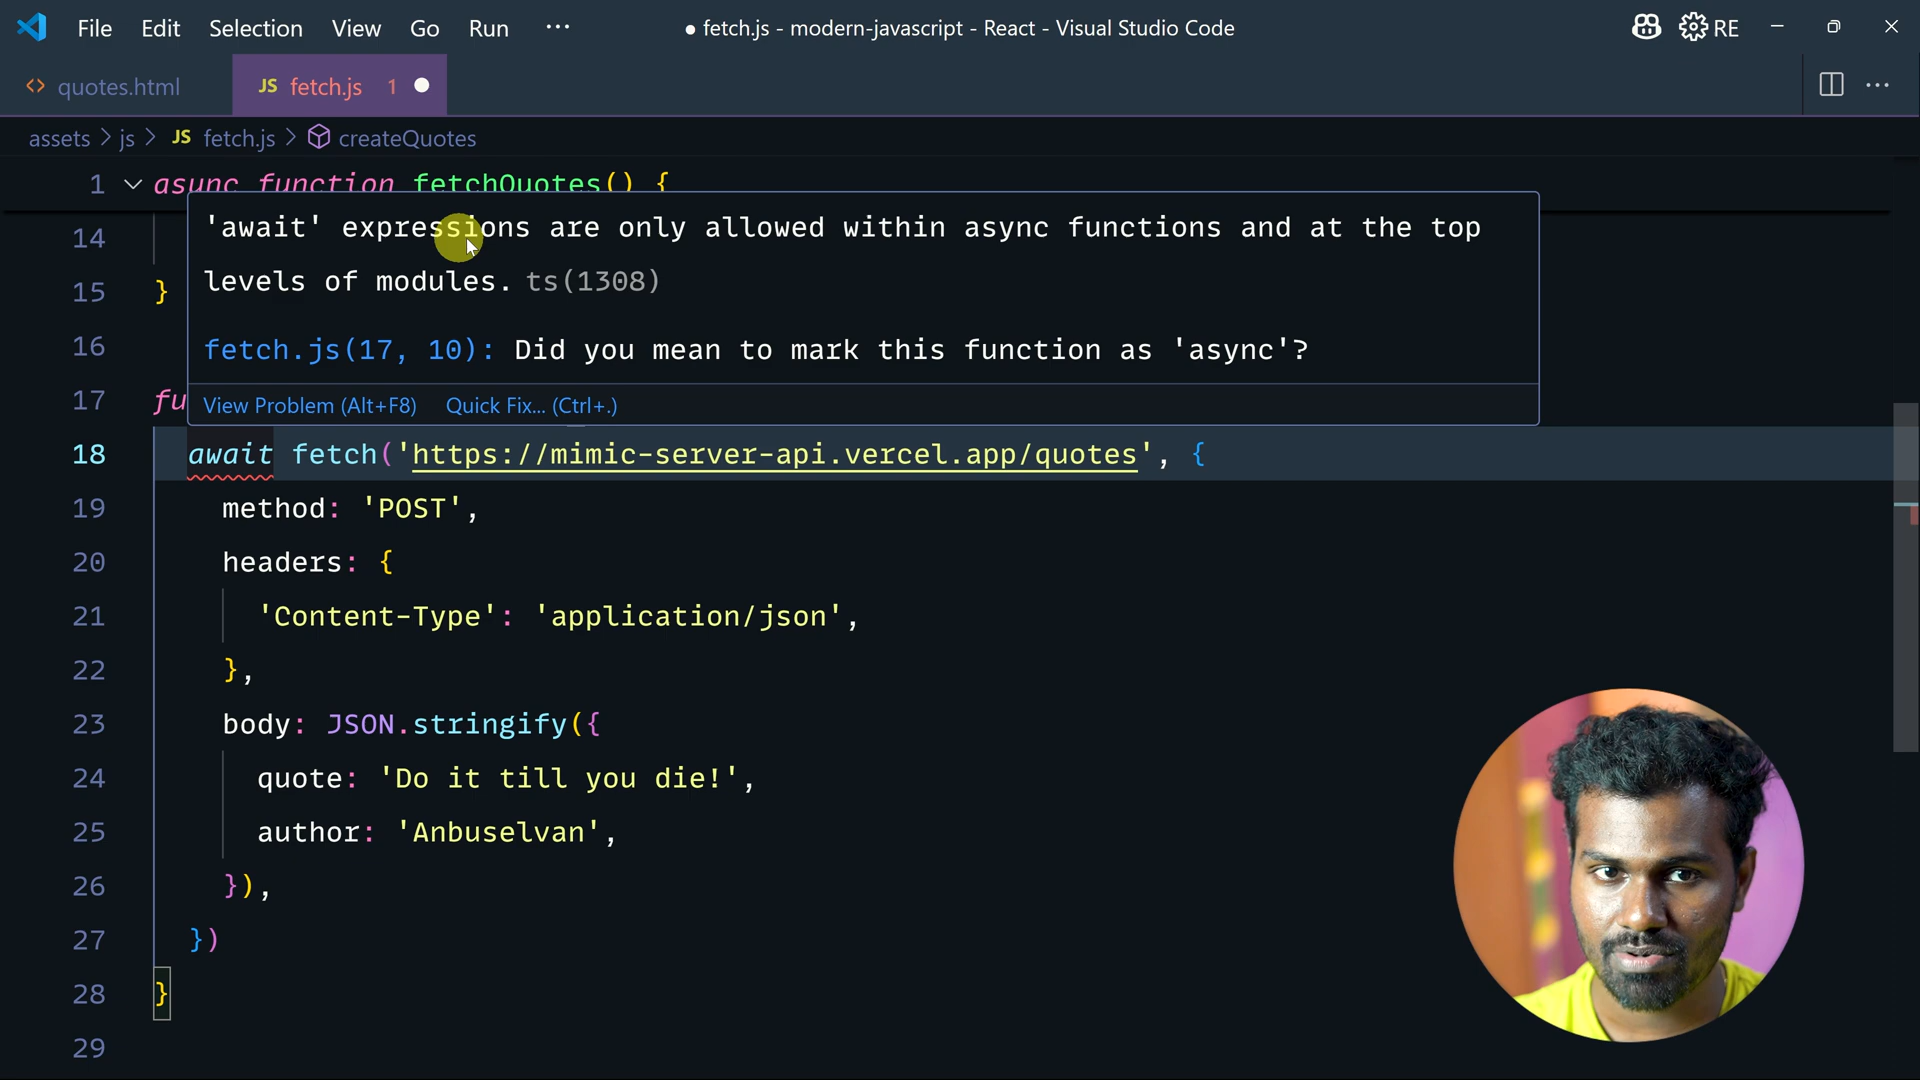 File Edit Selection View Go Run ··· ● fetch.js - modern-javascript - React - Visual Studio Code RE
<> quotes.html JS fetch.js 1 ●
assets > js > JS fetch.js > createQuotes
1 async function fetchQuotes() {
'await' expressions are only allowed within async functions and at the top
14
levels of modules. ts(1308)
15 }
16 fetch.js(17, 10): Did you mean to mark this function as 'async'?
17 fu
View Problem (Alt+F8) Quick Fix... (Ctrl+.)
18 await fetch('https://mimic-server-api.vercel.app/quotes', {
19 method: 'POST',
20 headers: {
21 'Content-Type': 'application/json',
22 },
23 body: JSON.stringify({
24 quote: 'Do it till you die!',
25 author: 'Anbuselvan',
26 }),
27 })
28 }
29